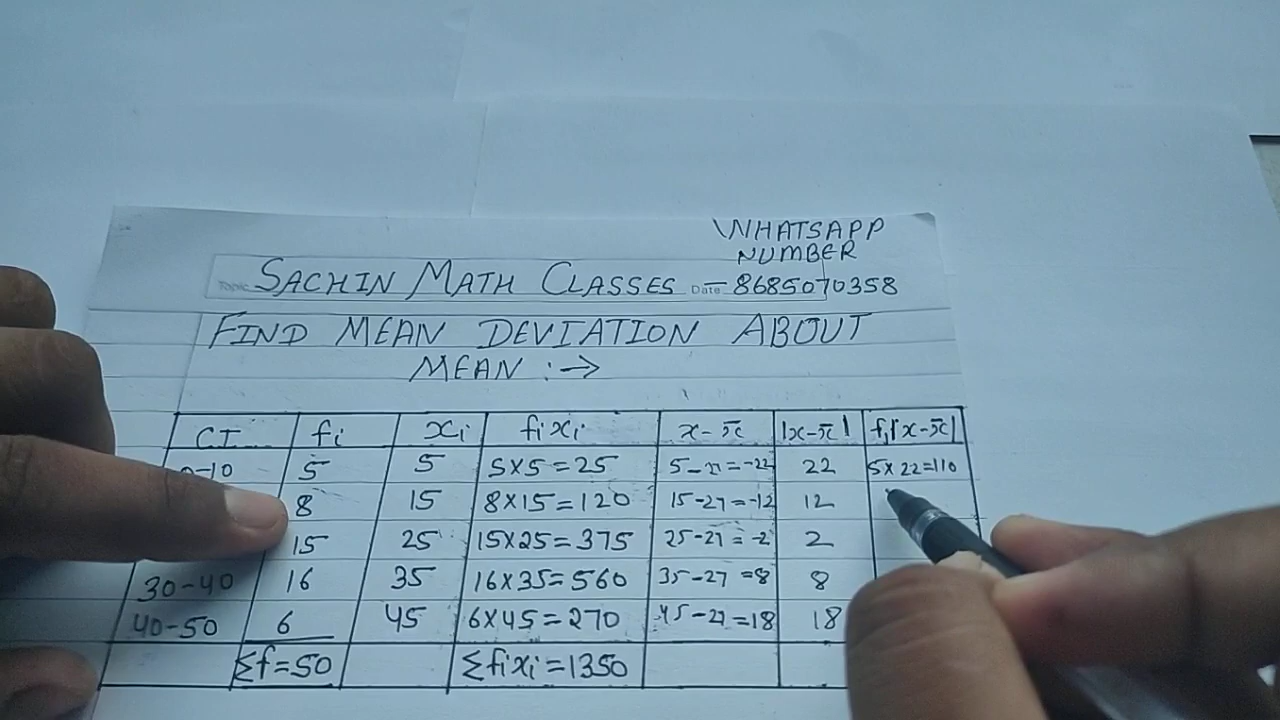 WHATSAPP
NUMBER
SACHIN MATH CLASSES Date - 8685070358
FIND MEAN DEVIATION ABOUT
MEAN :→
CI fi xi fixi x-x̄ |x-x̄| fi|x-x̄|
0-10 5 5 5×5=25 5-27=-22 22 5×22=110
8 15 8×15=120 15-27=-12 12
15 25 15×25=375 25-27=-2 2
30-40 16 35 16×35=560 35-27=8 8
40-50 6 45 6×45=270 45-27=18 18
Σf=50 Σfixi=1350